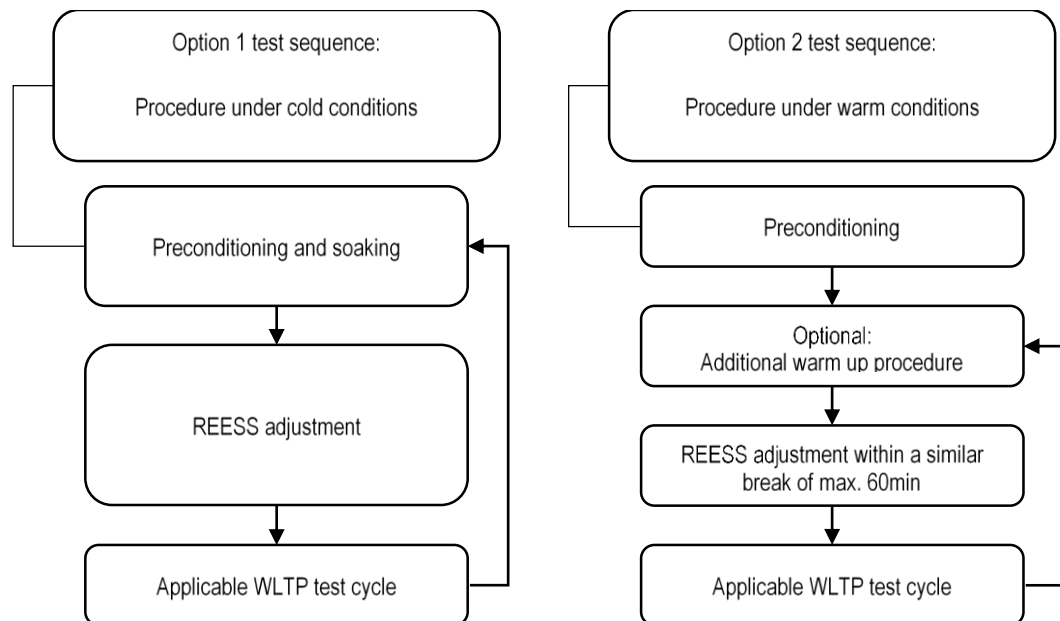 Option 1 test sequence:
Procedure under cold conditions
Preconditioning and soaking
REESS adjustment
Applicable WLTP test cycle
Option 2 test sequence:
Procedure under warm conditions
Preconditioning
Optional:
Additional warm up procedure
REESS adjustment within a similar
break of max. 60min
Applicable WLTP test cycle